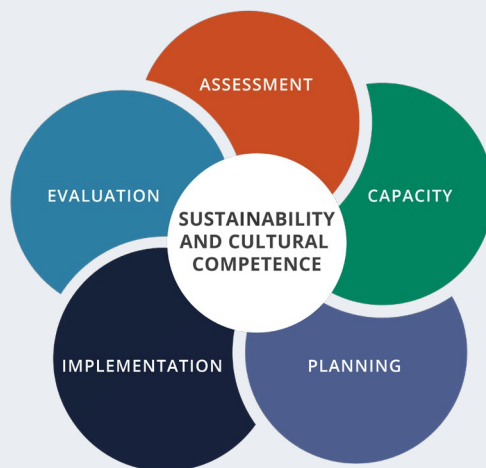 ASSESSMENT
CAPACITY
PLANNING
IMPLEMENTATION
EVALUATION
SUSTAINABILITY
AND CULTURAL
COMPETENCE